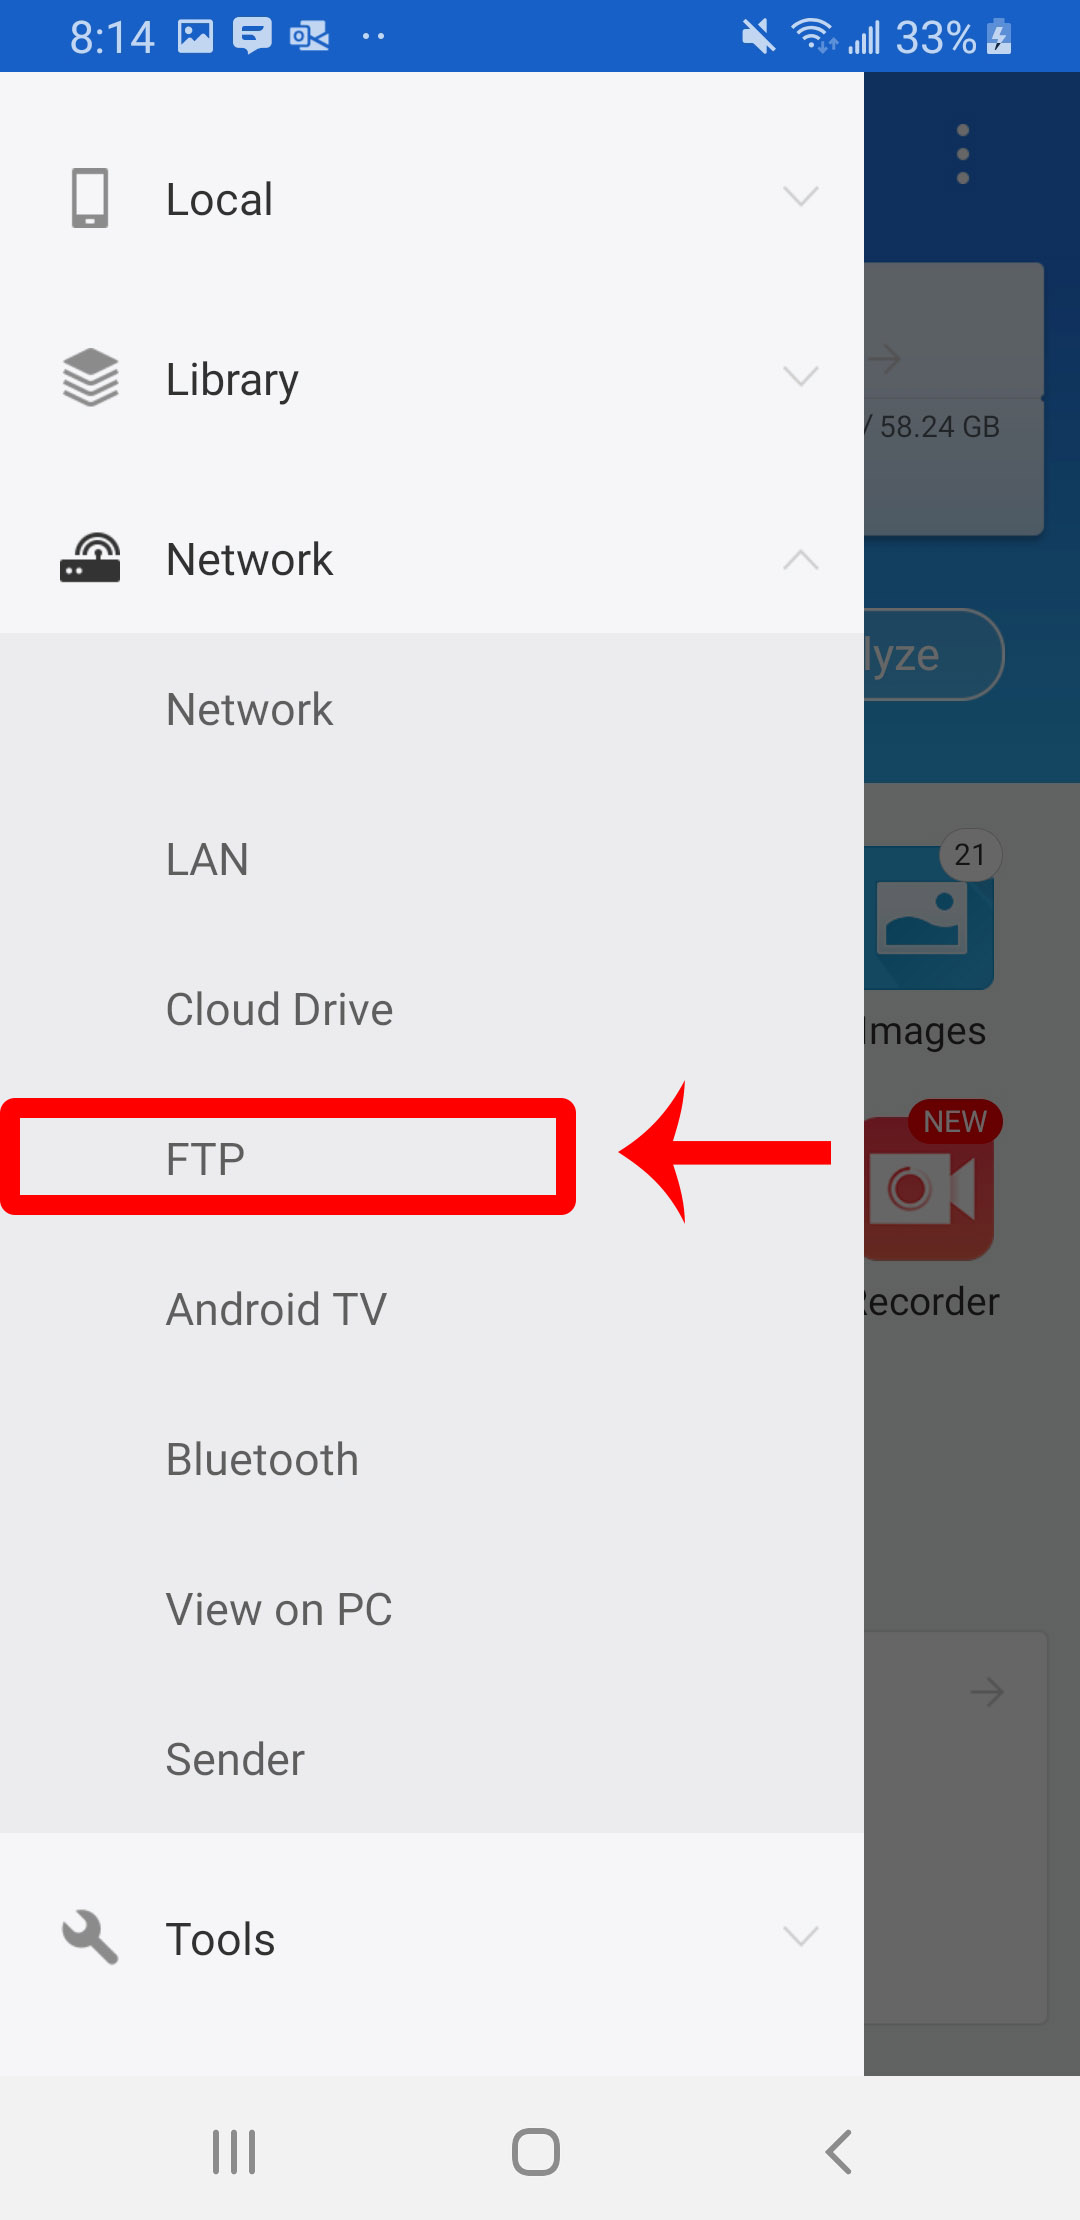 8:14
33%
Local
Library
/ 58.24 GB
Network
lyze
Network
LAN
21
Cloud Drive
Images
FTP
NEW
Android TV
ecorder
Bluetooth
View on PC
Sender
Tools